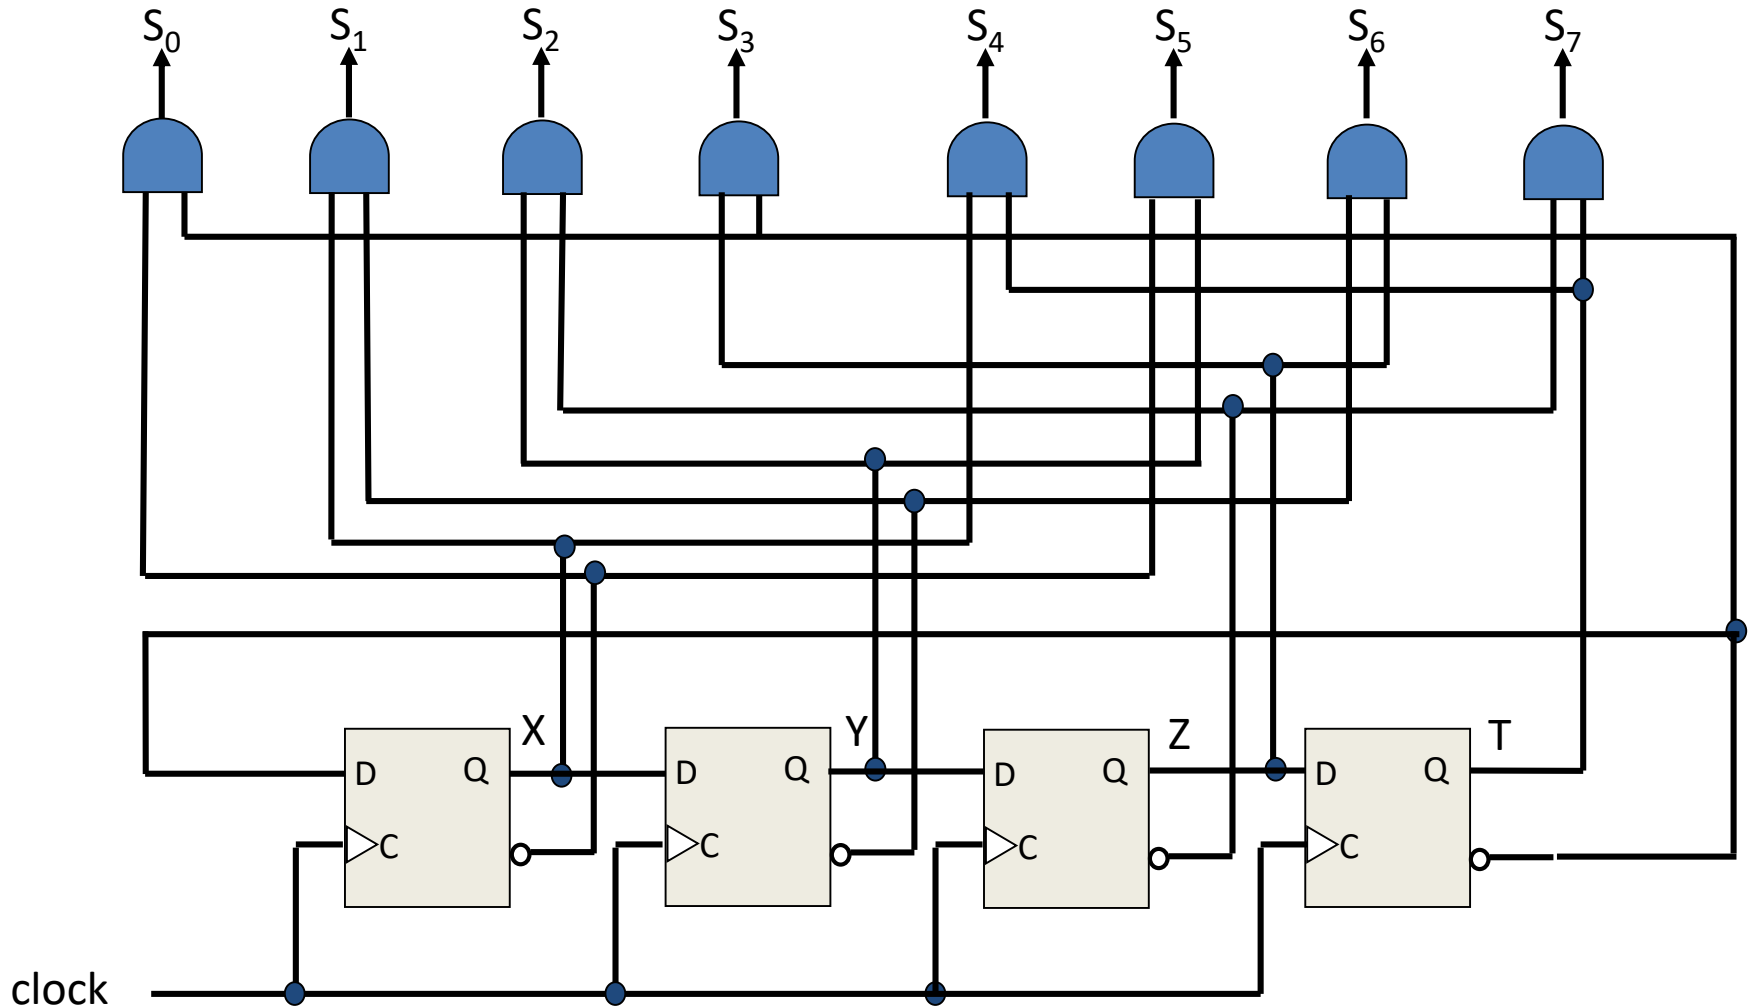 S0 S1 S2 S3 S4 S5 S6 S7
X Y Z T
D Q D Q D Q D Q
C C C C
clock